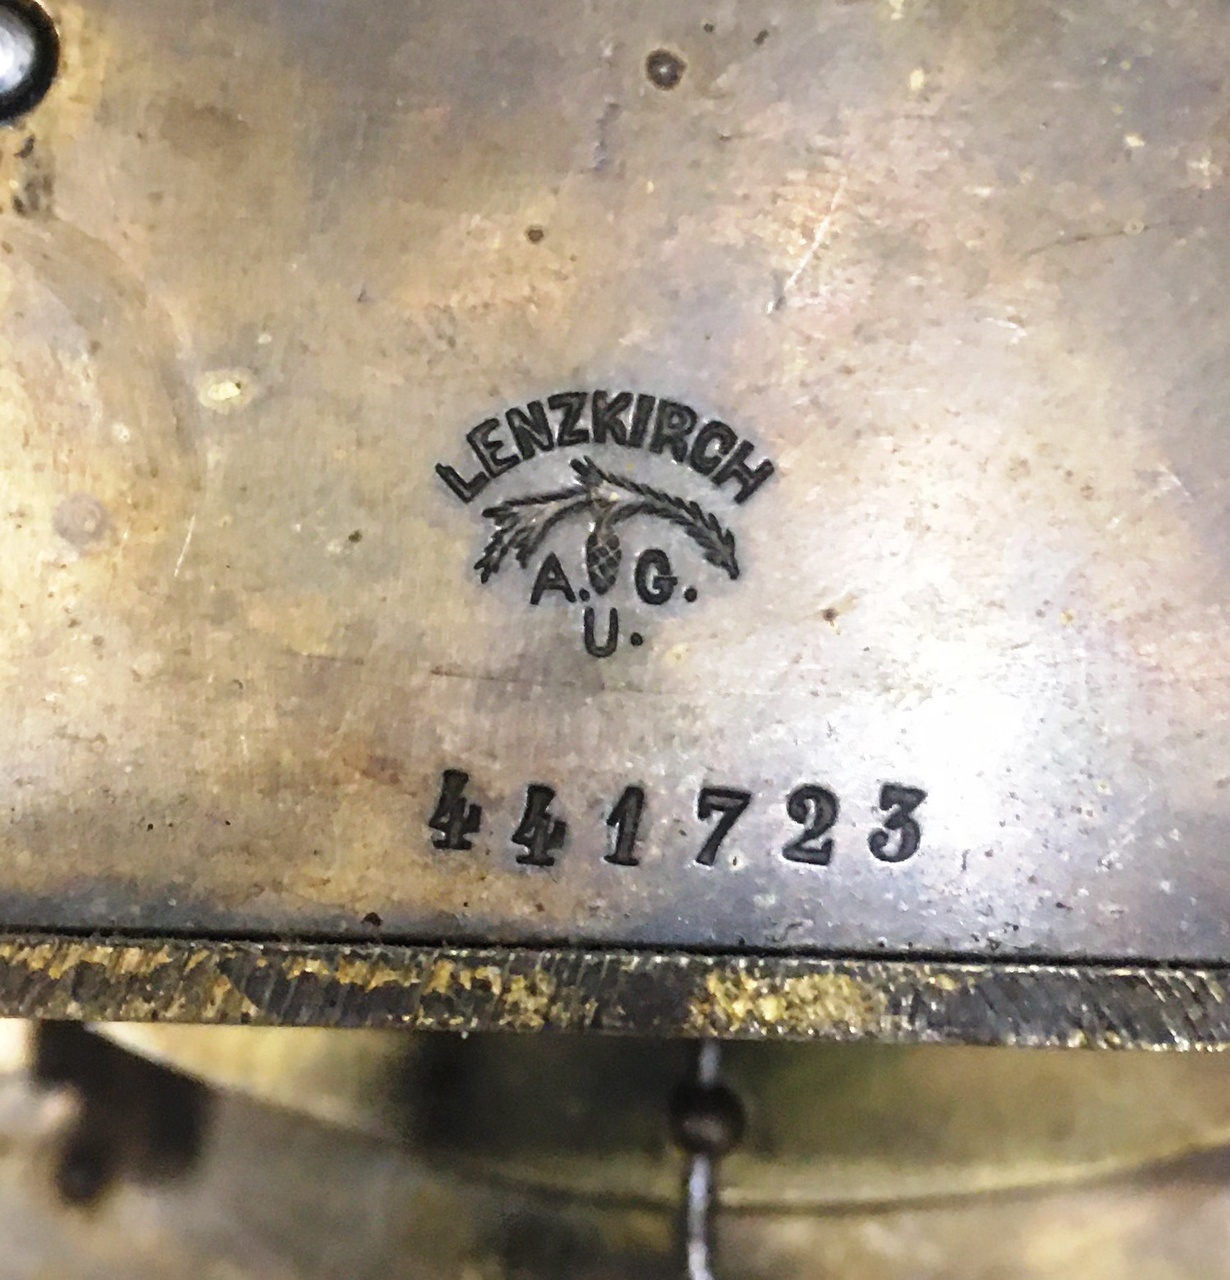 LENZKIRCH
A. G.
U.
441723